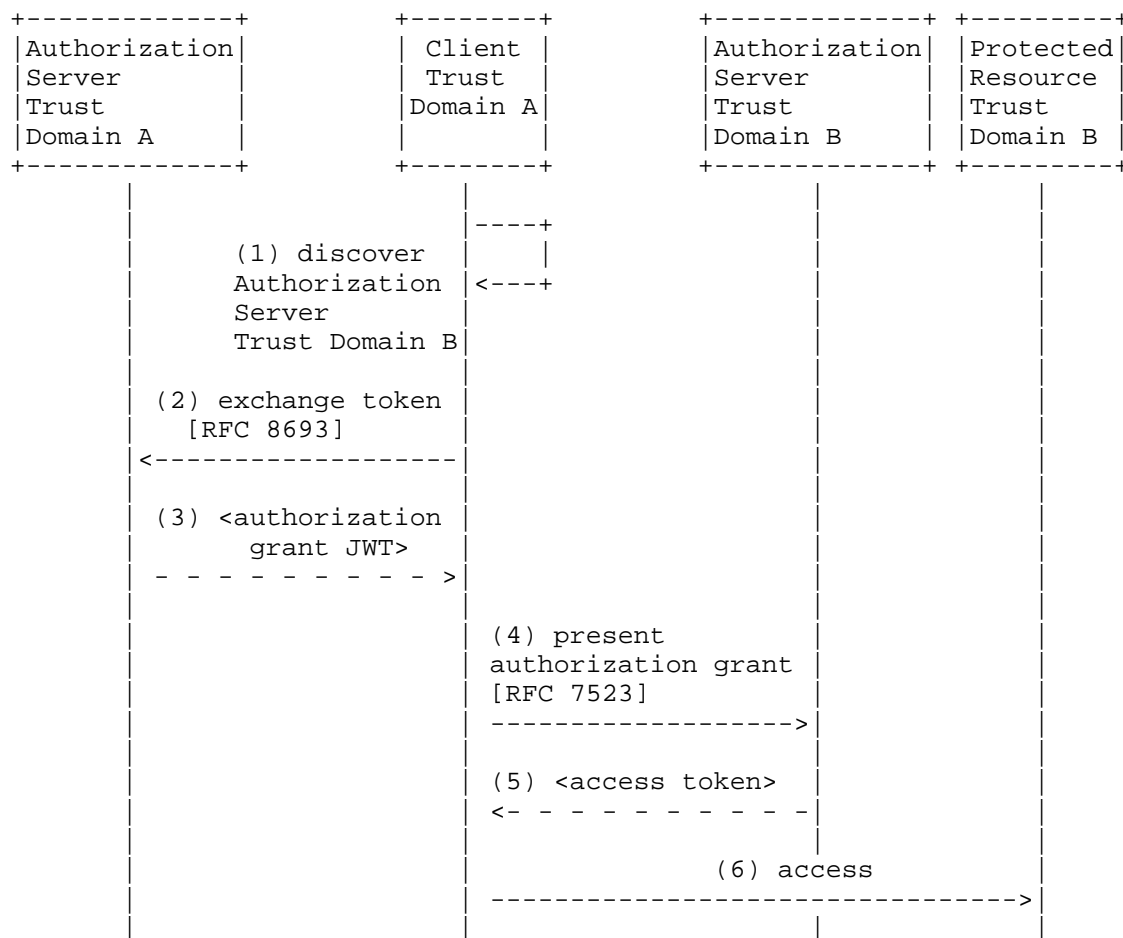 Authorization Server Trust Domain A
Client Trust Domain A
Authorization Server Trust Domain B
Protected Resource Trust Domain B
(1) discover
Authorization
Server
Trust Domain B
(2) exchange token
[RFC 8693]
(3) <authorization
grant JWT>
(4) present
authorization grant
[RFC 7523]
(5) <access token>
(6) access